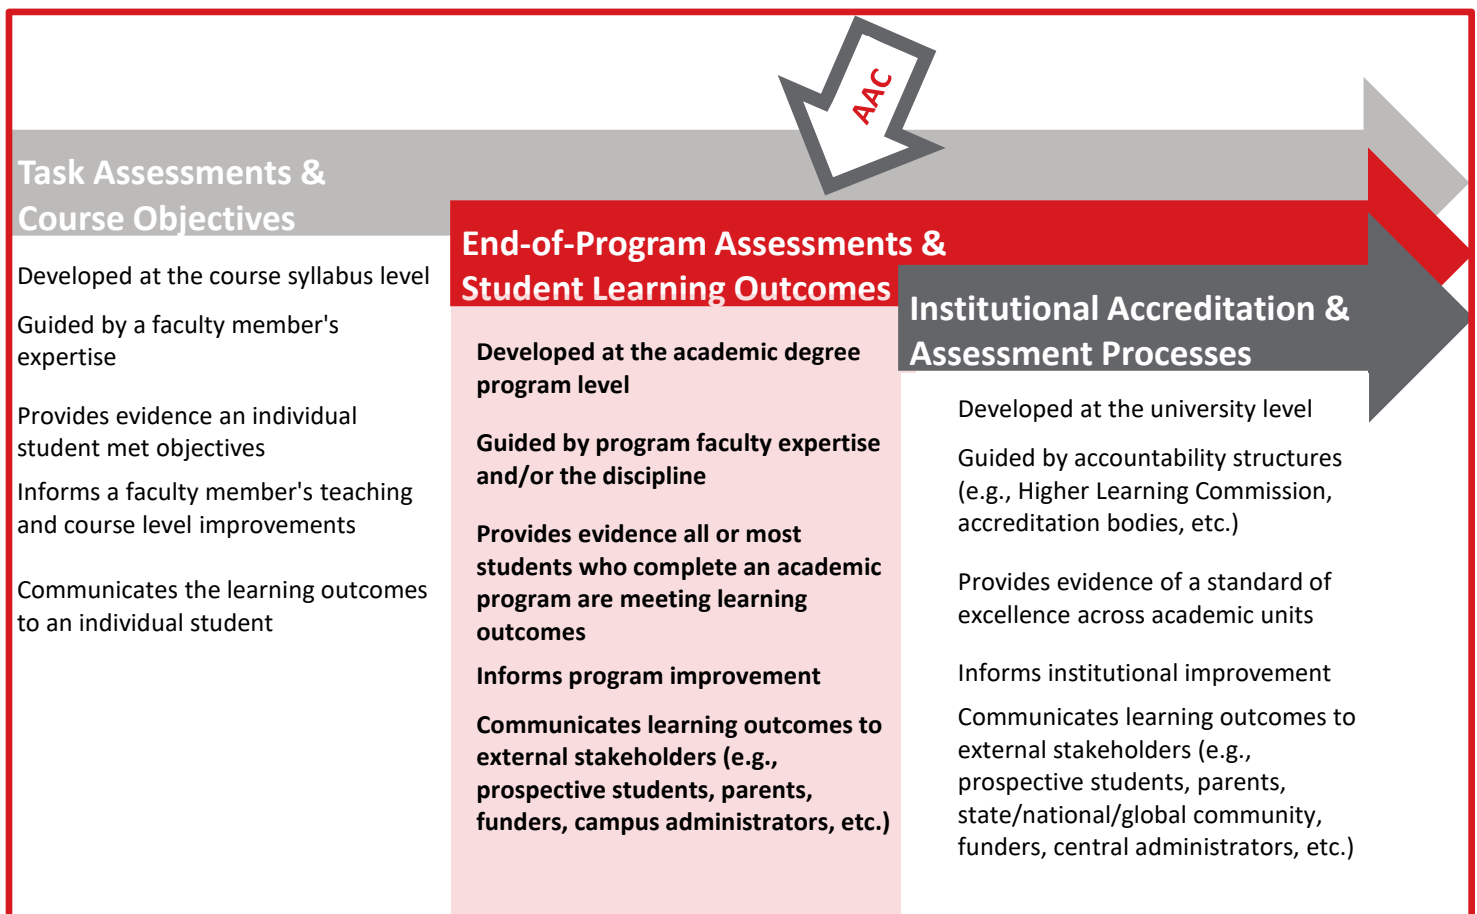 AAC
Task Assessments &
Course Objectives
Developed at the course syllabus level
Guided by a faculty member's
expertise
Provides evidence an individual
student met objectives
Informs a faculty member's teaching
and course level improvements
Communicates the learning outcomes
to an individual student
End-of-Program Assessments &
Student Learning Outcomes
Developed at the academic degree
program level
Guided by program faculty expertise
and/or the discipline
Provides evidence all or most
students who complete an academic
program are meeting learning
outcomes
Informs program improvement
Communicates learning outcomes to
external stakeholders (e.g.,
prospective students, parents,
funders, campus administrators, etc.)
Institutional Accreditation &
Assessment Processes
Developed at the university level
Guided by accountability structures
(e.g., Higher Learning Commission,
accreditation bodies, etc.)
Provides evidence of a standard of
excellence across academic units
Informs institutional improvement
Communicates learning outcomes to
external stakeholders (e.g.,
prospective students, parents,
state/national/global community,
funders, central administrators, etc.)